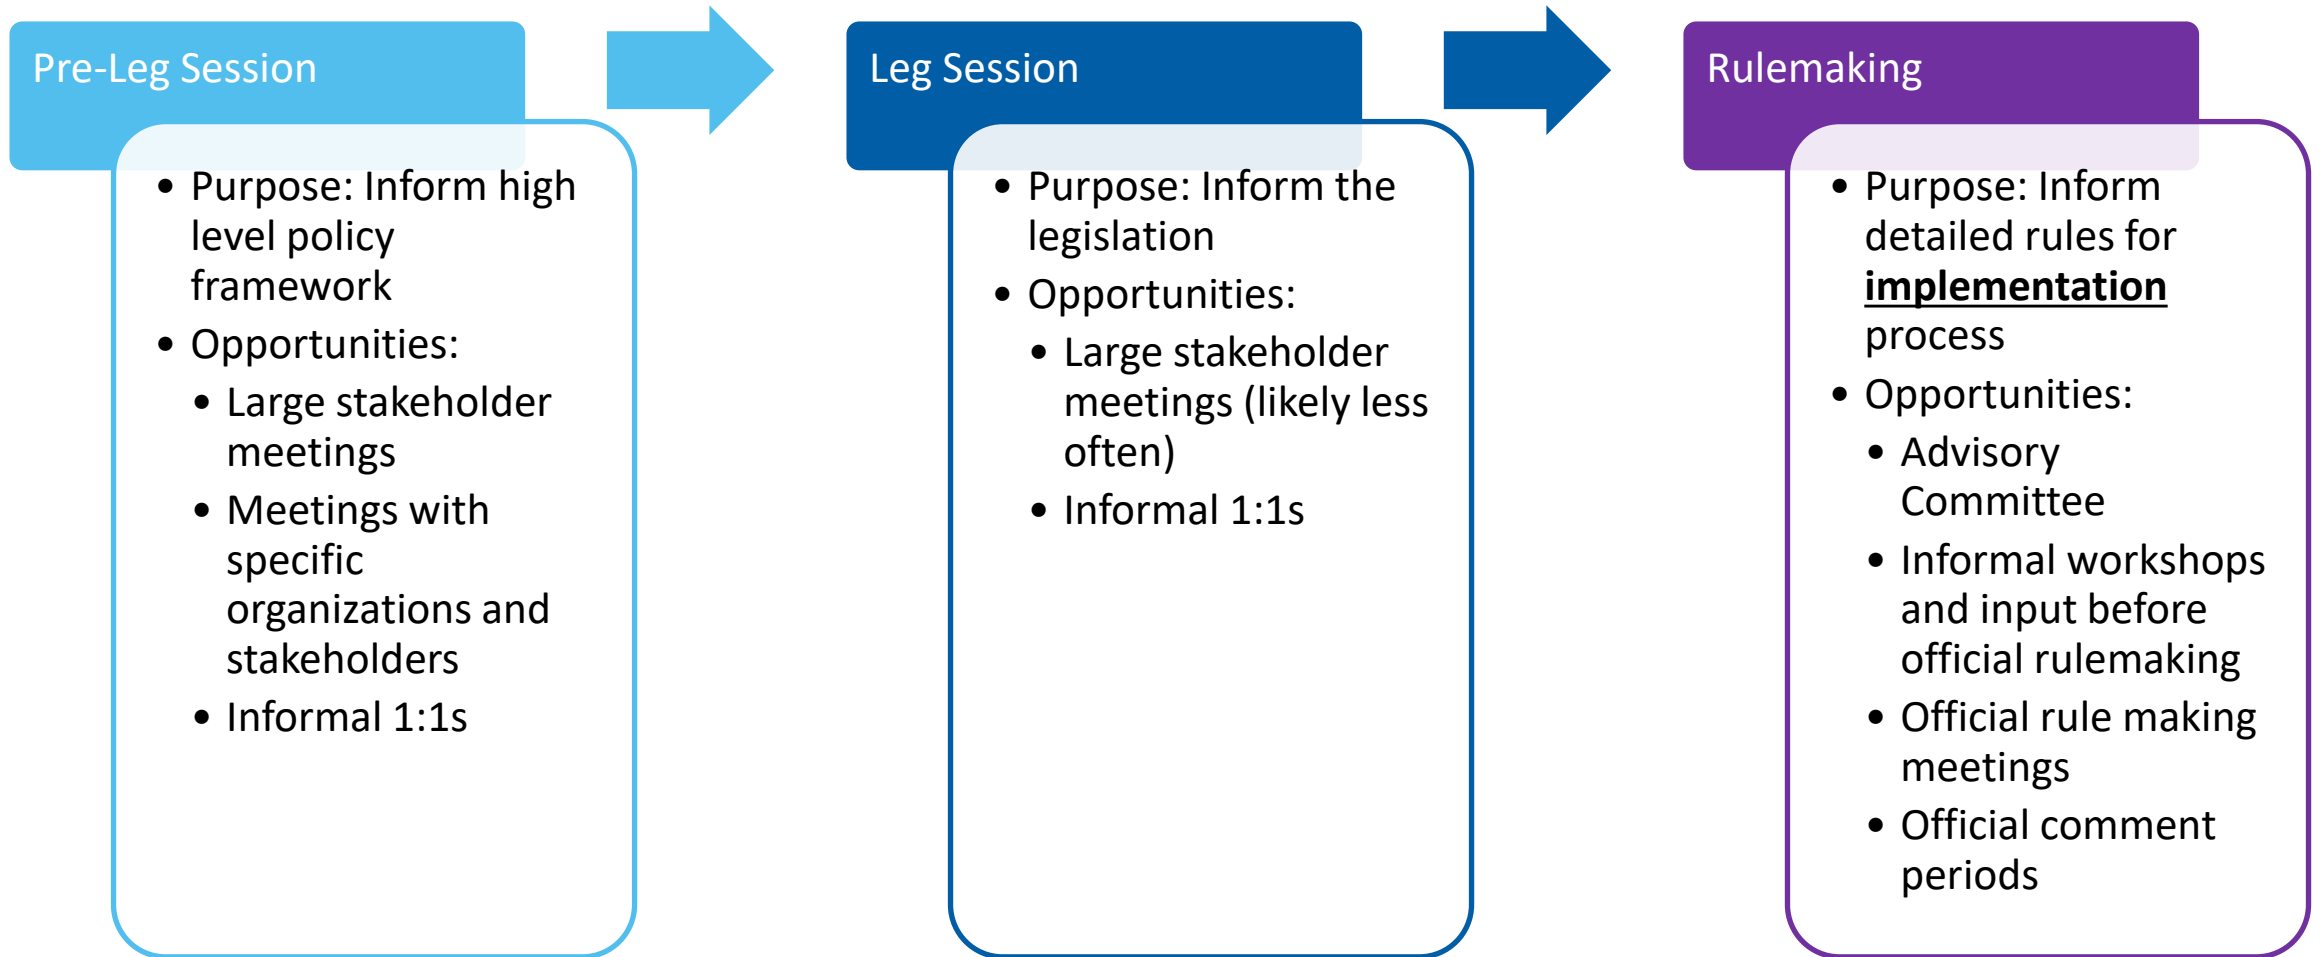 Pre-Leg Session
• Purpose: Inform high
level policy
framework
• Opportunities:
• Large stakeholder
meetings
• Meetings with
specific
organizations and
stakeholders
• Informal 1:1s
Leg Session
• Purpose: Inform the
legislation
• Opportunities:
• Large stakeholder
meetings (likely less
often)
• Informal 1:1s
Rulemaking
• Purpose: Inform
detailed rules for
implementation
process
• Opportunities:
• Advisory
Committee
• Informal workshops
and input before
official rulemaking
• Official rule making
meetings
• Official comment
periods